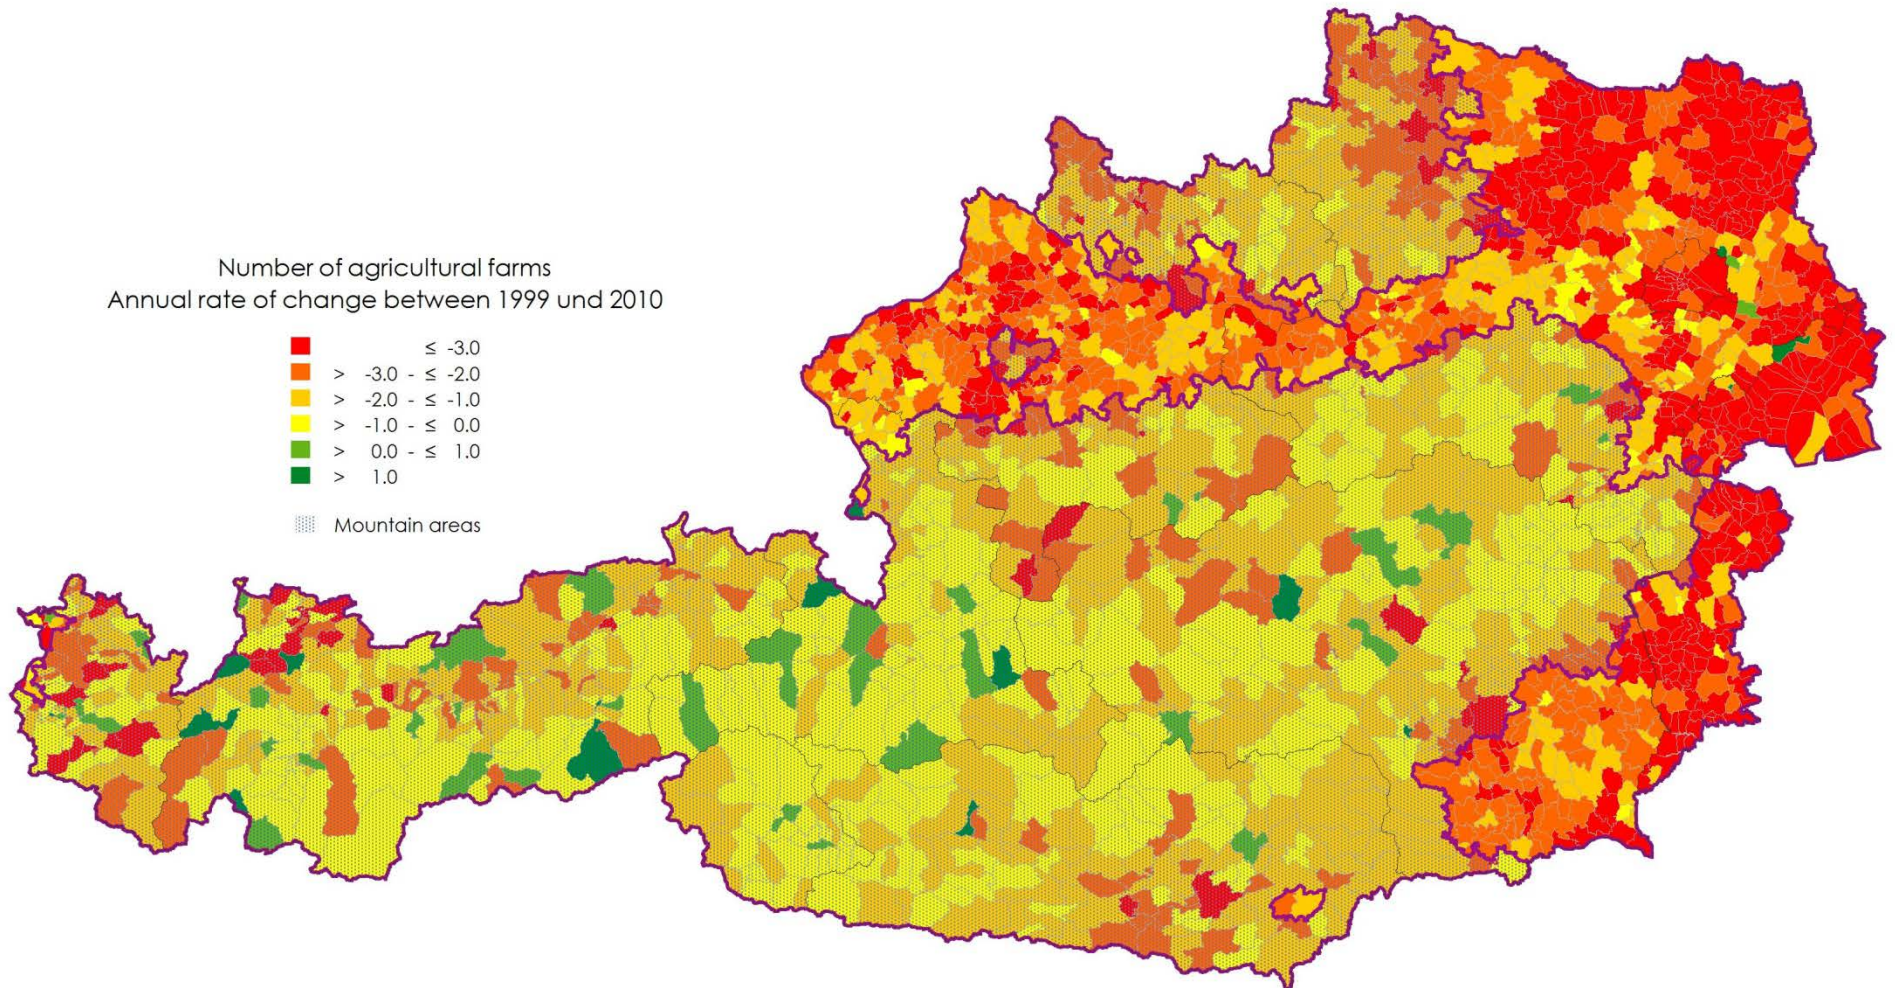 Number of agricultural farms
Annual rate of change between 1999 und 2010
≤ -3.0
> -3.0 - ≤ -2.0
> -2.0 - ≤ -1.0
> -1.0 - ≤ 0.0
> 0.0 - ≤ 1.0
> 1.0
Mountain areas